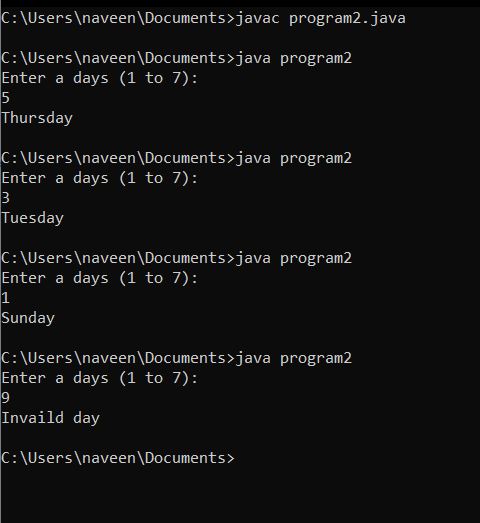 C:\Users\naveen\Documents>javac program2.java
C:\Users\naveen\Documents>java program2
Enter a days (1 to 7):
5
Thursday
C:\Users\naveen\Documents>java program2
Enter a days (1 to 7):
3
Tuesday
C:\Users\naveen\Documents>java program2
Enter a days (1 to 7):
1
Sunday
C:\Users\naveen\Documents>java program2
Enter a days (1 to 7):
9
Invaild day
C:\Users\naveen\Documents>